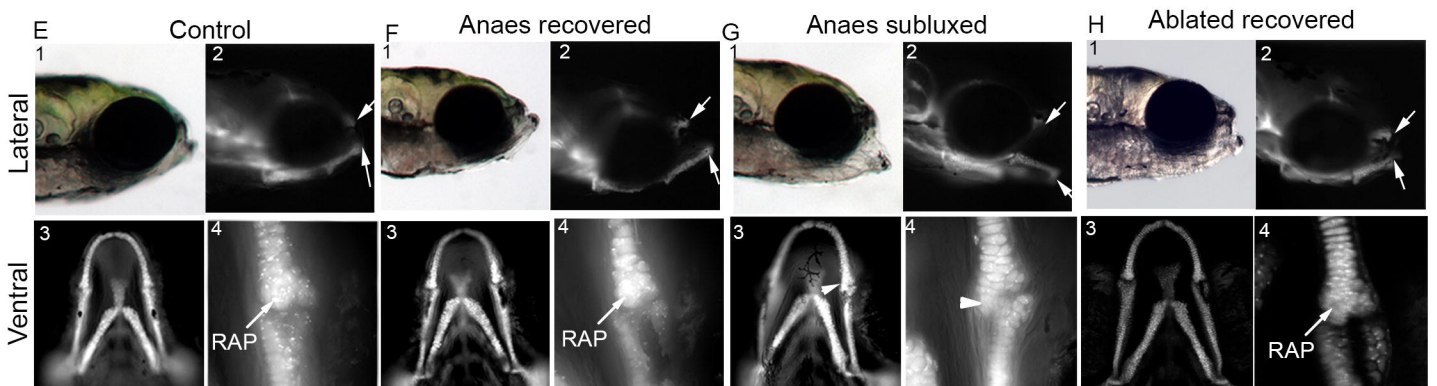 E Control
F Anaes recovered
G Anaes subluxed
H Ablated recovered
1 2 1 2 1 2 1 2
Lateral
3 4 3 4 3 4 3 4
Ventral
RAP RAP RAP